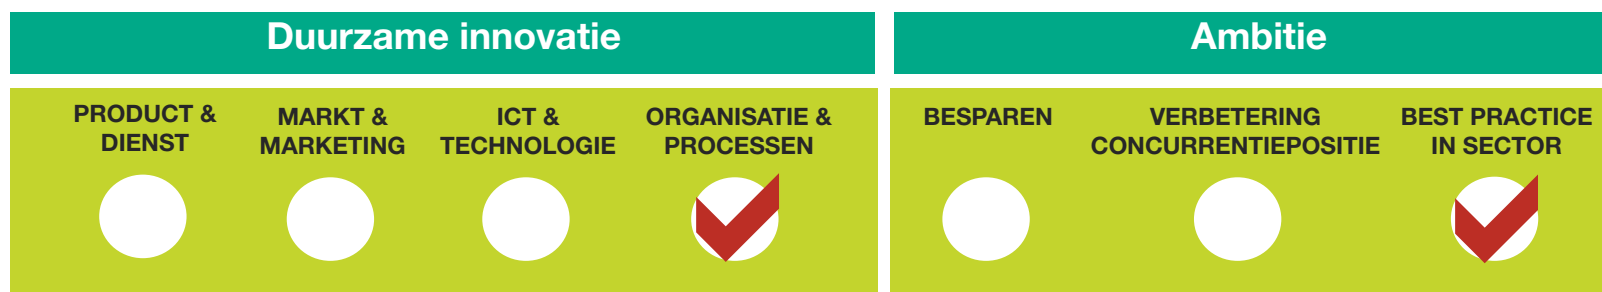 Duurzame innovatie
PRODUCT &
DIENST
MARKT &
MARKETING
ICT &
TECHNOLOGIE
ORGANISATIE &
PROCESSEN
Ambitie
BESPAREN
VERBETERING
CONCURRENTIEPOSITIE
BEST PRACTICE
IN SECTOR